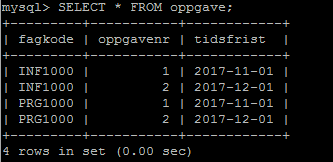 mysql> SELECT * FROM oppgave;
+---------+-----------+------------+
| fagkode | oppgavenr | tidsfrist  |
+---------+-----------+------------+
| INF1000 |         1 | 2017-11-01 |
| INF1000 |         2 | 2017-12-01 |
| PRG1000 |         1 | 2017-11-01 |
| PRG1000 |         2 | 2017-12-01 |
+---------+-----------+------------+
4 rows in set (0.00 sec)